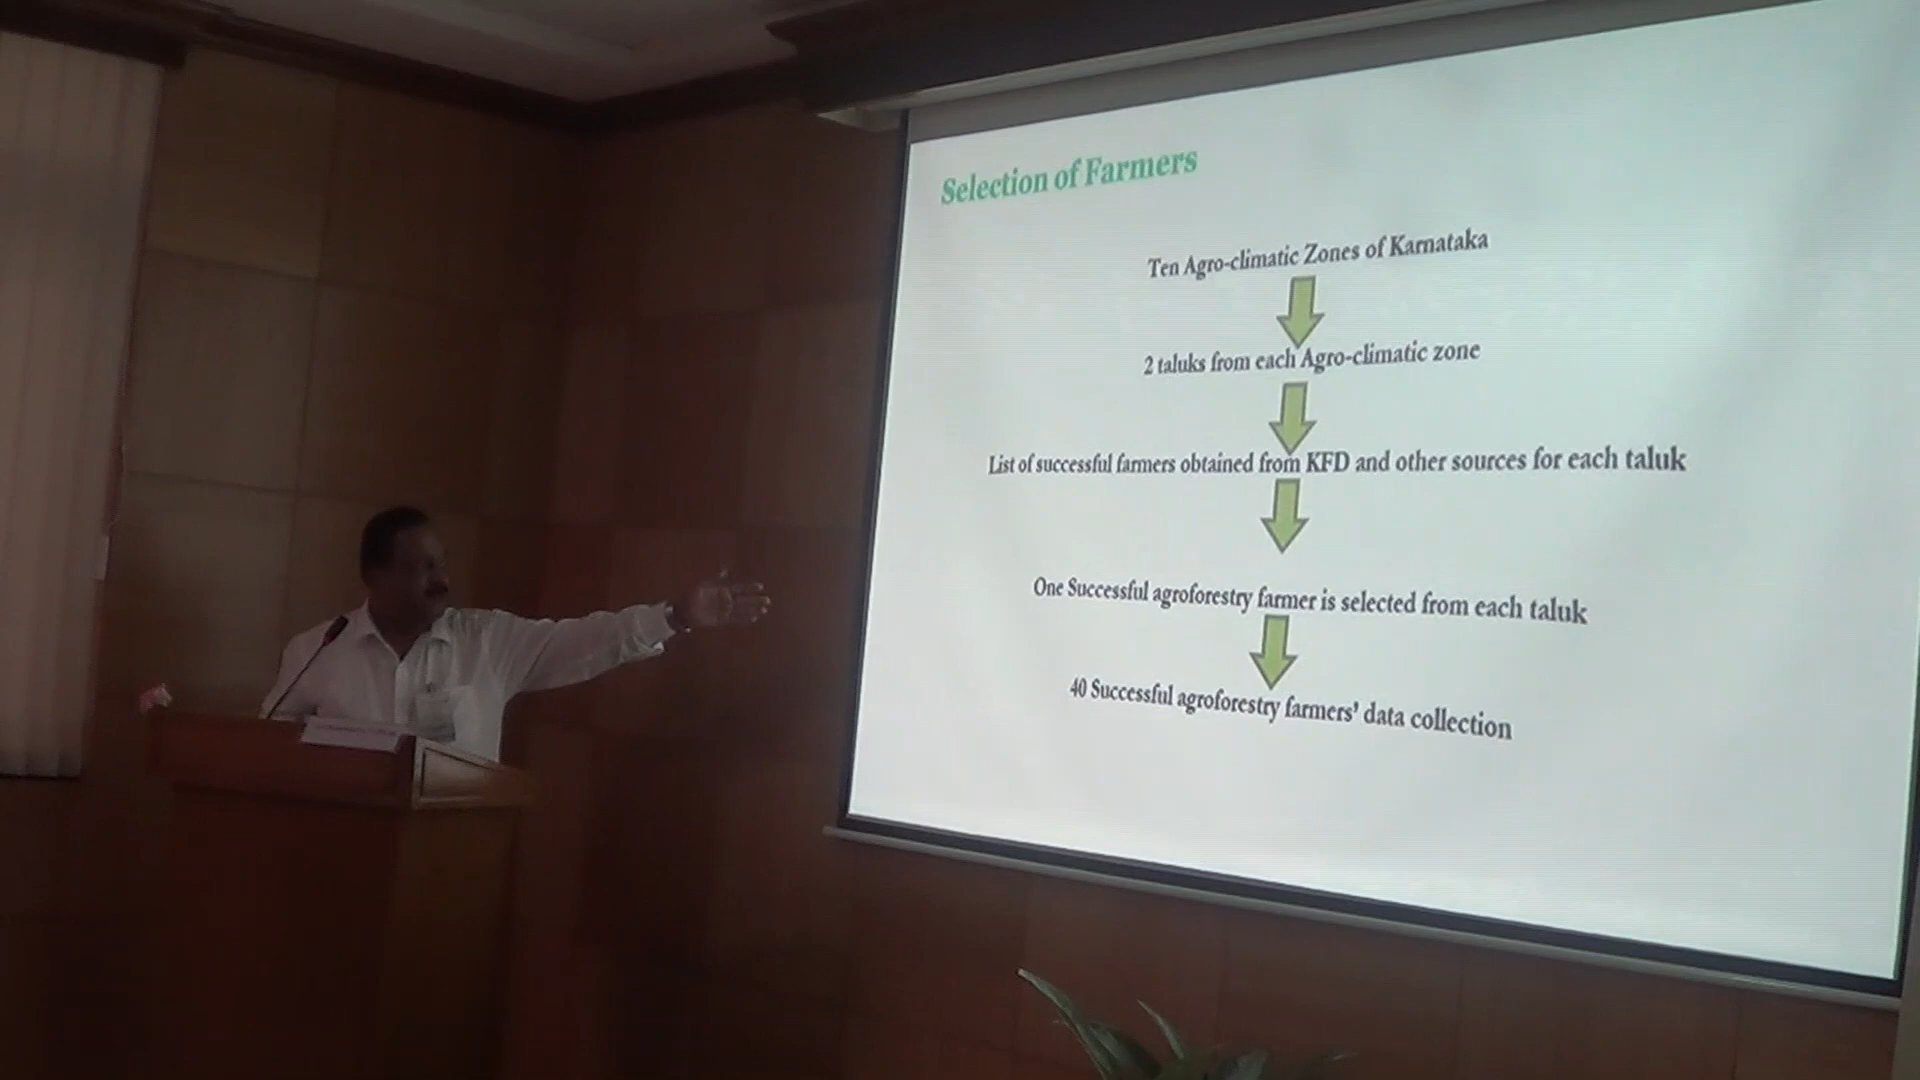 Selection of Farmers
Ten Agro-climatic Zones of Karnataka
2 taluks from each Agro-climatic zone
List of successful farmers obtained from KFD and other sources for each taluk
One Successful agroforestry farmer is selected from each taluk
40 Successful agroforestry farmers' data collection